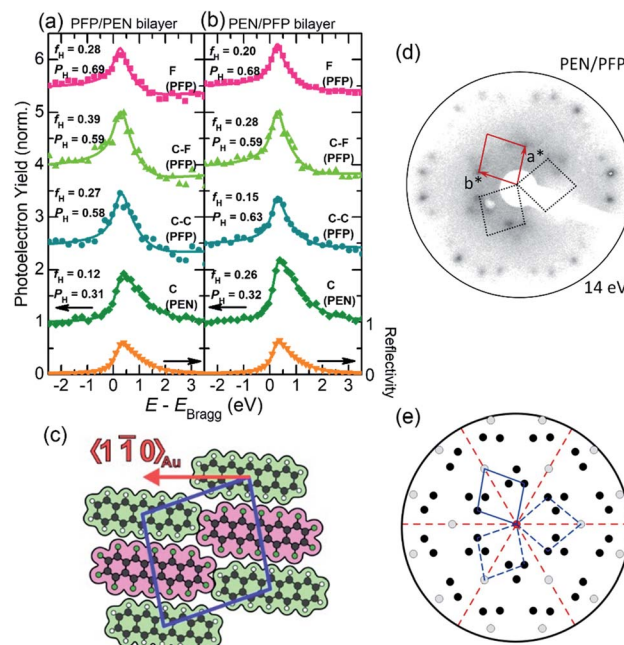 (a) PFP/PEN bilayer
(b) PEN/PFP bilayer
Photoelectron Yield (norm.)
6
5
4
3
2
1
0
f_H = 0.28
P_H = 0.69
F
(PFP)
f_H = 0.39
P_H = 0.59
C-F
(PFP)
f_H = 0.27
P_H = 0.58
C-C
(PFP)
f_H = 0.12
P_H = 0.31
C
(PEN)
f_H = 0.20
P_H = 0.68
F
(PFP)
f_H = 0.28
P_H = 0.59
C-F
(PFP)
f_H = 0.15
P_H = 0.63
C-C
(PFP)
f_H = 0.26
P_H = 0.32
C
(PEN)
1
0
Reflectivity
-2 -1 0 1 2 3
-2 -1 0 1 2 3
E - E_Bragg (eV)
(c)
⟨11̄0⟩_Au
(d)
PEN/PFP
a*
b*
14 eV
(e)